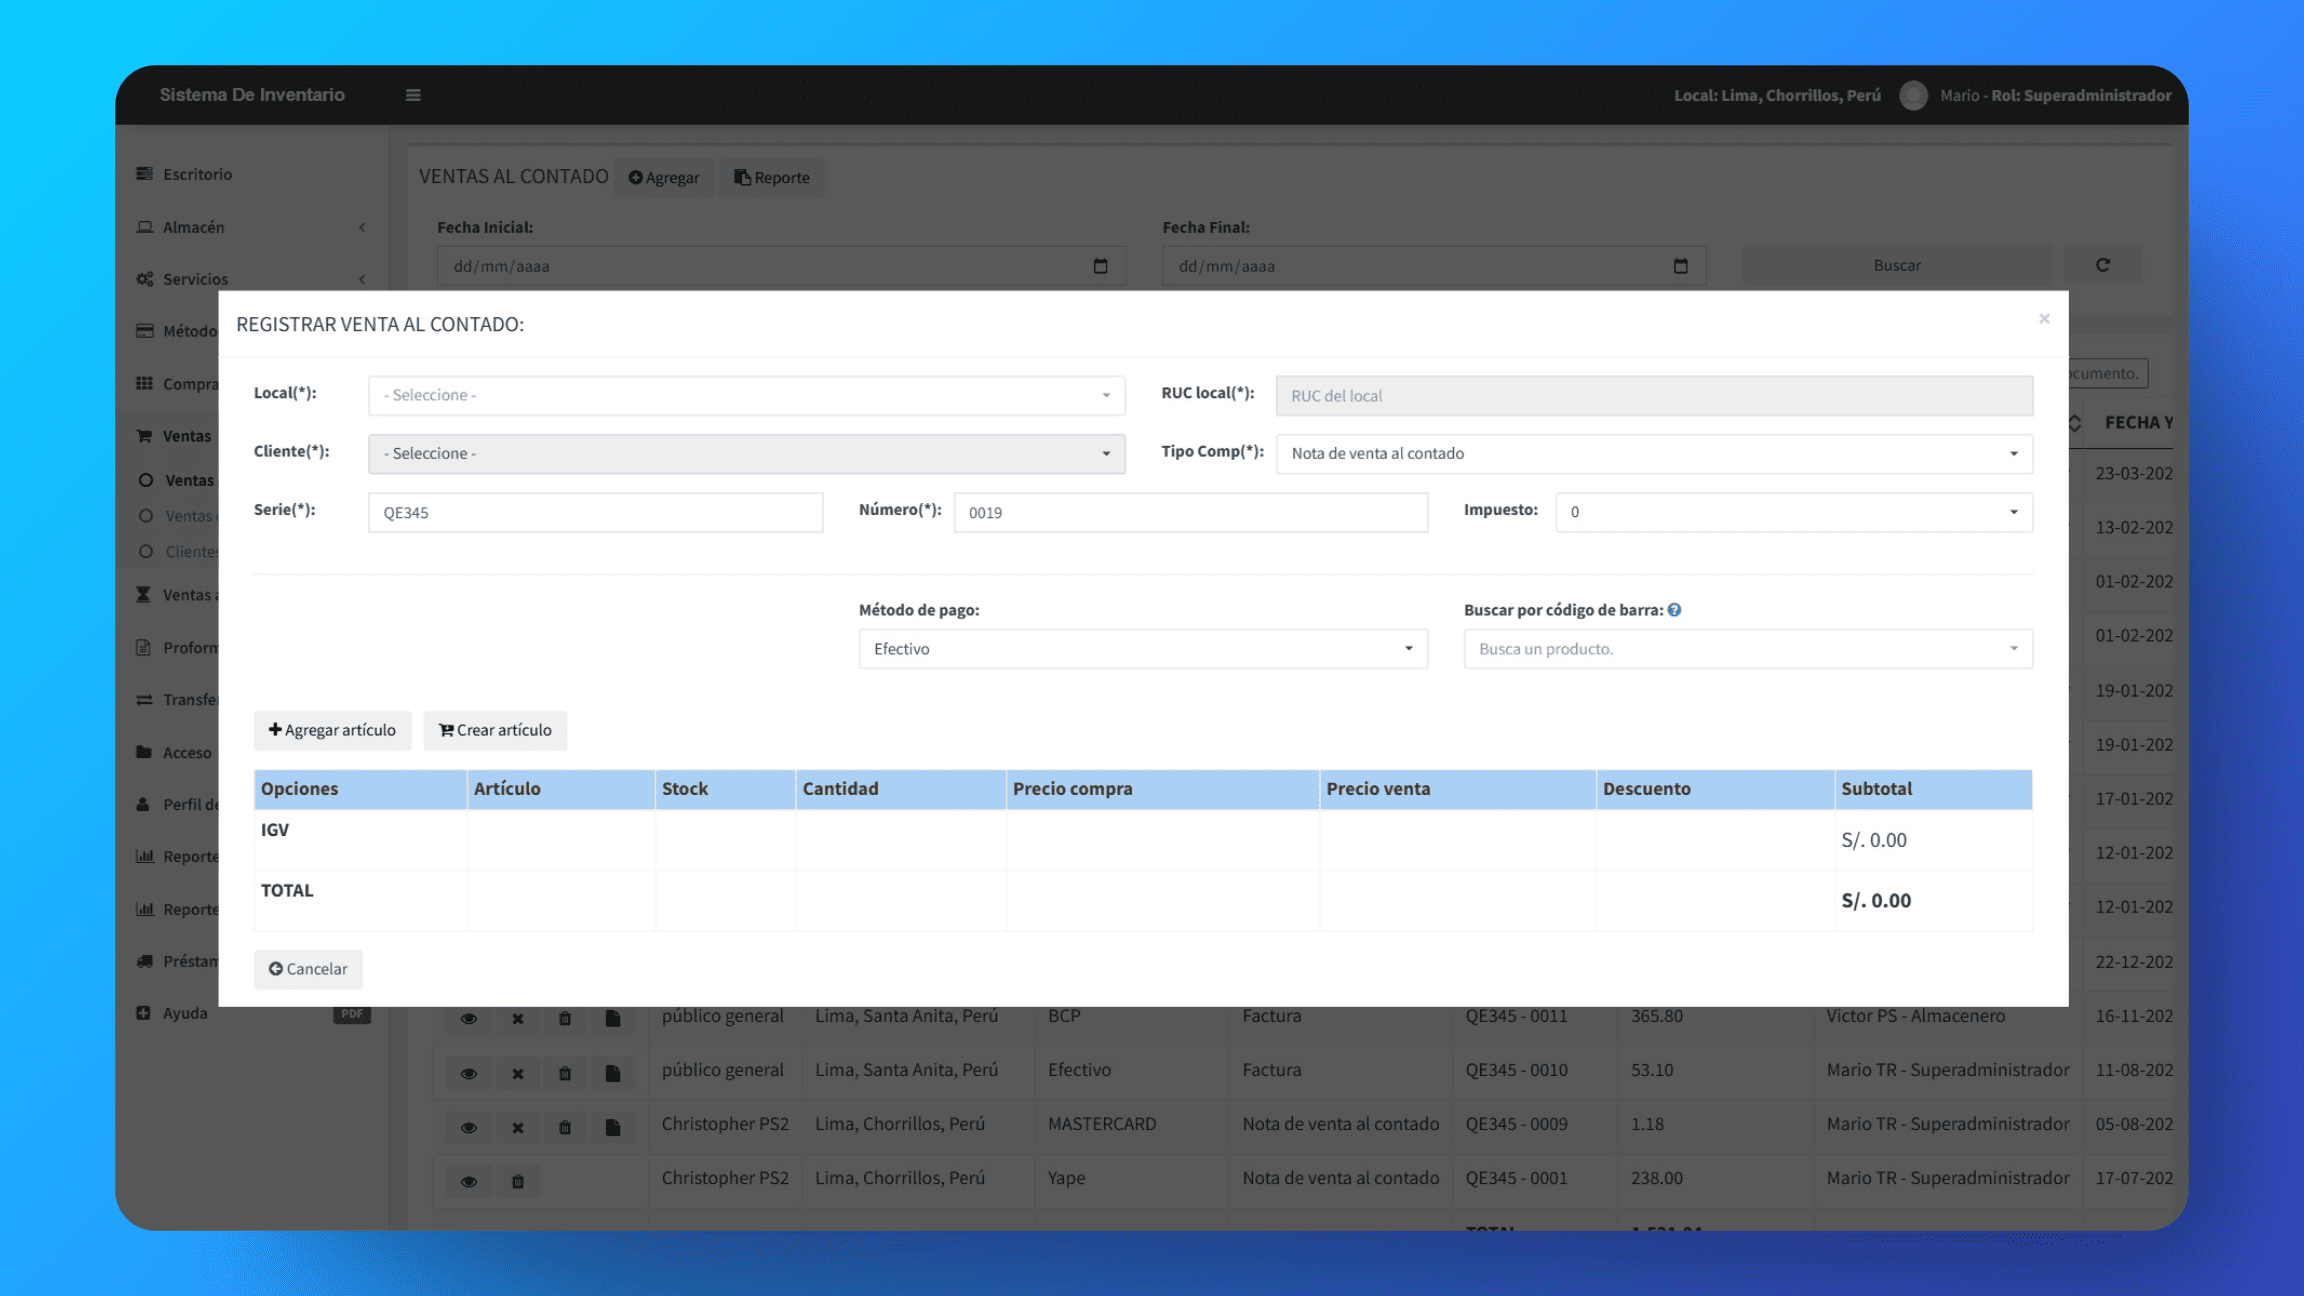 Sistema De Inventario
Local: Lima, Chorrillos, Perú
Mario - Rol: Superadministrador
Escritorio
Almacén
Servicios
Método
Compra
Ventas
Ventas
Ventas
Clientes
Ventas a
Proform
Transfe
Acceso
Perfil de
Reporte
Reporte
Préstam
Ayuda
PDF
VENTAS AL CONTADO
Agregar
Reporte
Fecha Inicial:
Fecha Final:
dd/mm/aaaa
dd/mm/aaaa
Buscar
REGISTRAR VENTA AL CONTADO:
×
Local(*):
- Seleccione -
RUC local(*):
RUC del local
Cliente(*):
- Seleccione -
Tipo Comp(*):
Nota de venta al contado
Serie(*):
QE345
Número(*):
0019
Impuesto:
0
Método de pago:
Efectivo
Buscar por código de barra:
Busca un producto.
Agregar artículo
Crear artículo
Opciones Artículo Stock Cantidad Precio compra Precio venta Descuento Subtotal
IGV S/. 0.00
TOTAL S/. 0.00
Cancelar
ocumento.
FECHA Y
23-03-202
13-02-202
01-02-202
01-02-202
19-01-202
19-01-202
17-01-202
12-01-202
12-01-202
22-12-202
público general Lima, Santa Anita, Perú BCP Factura QE345 - 0011 365.80 Victor PS - Almacenero 16-11-202
público general Lima, Santa Anita, Perú Efectivo Factura QE345 - 0010 53.10 Mario TR - Superadministrador 11-08-202
Christopher PS2 Lima, Chorrillos, Perú MASTERCARD Nota de venta al contado QE345 - 0009 1.18 Mario TR - Superadministrador 05-08-202
Christopher PS2 Lima, Chorrillos, Perú Yape Nota de venta al contado QE345 - 0001 238.00 Mario TR - Superadministrador 17-07-202
TOTAL